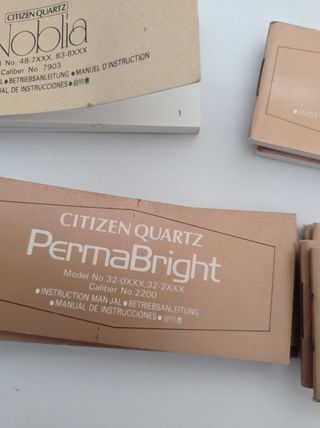 CITIZEN QUARTZ
Noblia
No. 48-7XXX, 83-8XXX
Caliber No. 7903
●BETRIEBSANLEITUNG ●MANUEL D'INSTRUCTION
DE INSTRUCCIONES ●説明書
1
●INST
CITIZEN QUARTZ
PermaBright
Model No.32-0XXX.32-2XXX
Caliber No.2200
●INSTRUCTION MANUAL ●BETRIEBSANLEITUNG
●MANUAL DE INSTRUCCIONES ●説明書